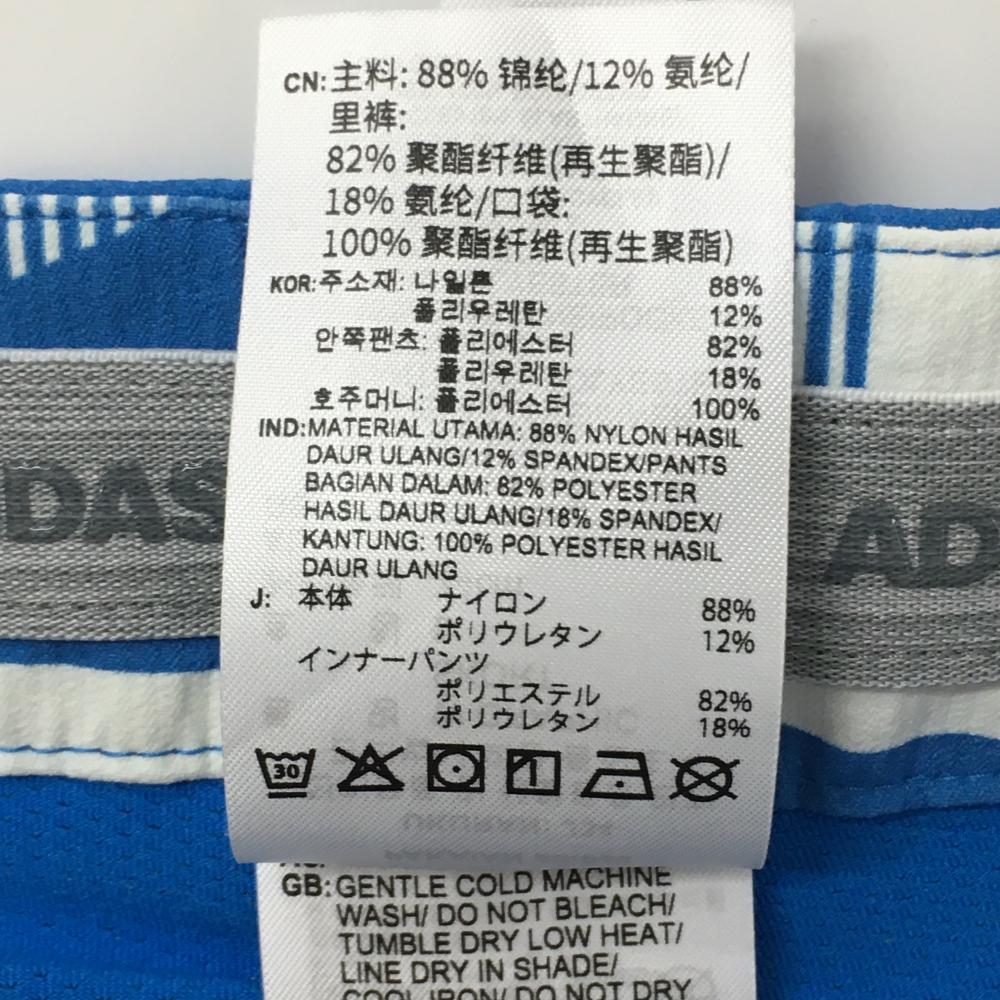 CN:主料: 88% 锦纶/12% 氨纶/
里裤:
82% 聚酯纤维(再生聚酯)/
18% 氨纶/口袋:
100% 聚酯纤维(再生聚酯)
KOR:주소재: 나일론 88%
폴리우레탄 12%
안쪽팬츠: 폴리에스터 82%
폴리우레탄 18%
호주머니: 폴리에스터 100%
IND:MATERIAL UTAMA: 88% NYLON HASIL
DAUR ULANG/12% SPANDEX/PANTS
BAGIAN DALAM: 82% POLYESTER
HASIL DAUR ULANG/18% SPANDEX/
KANTUNG: 100% POLYESTER HASIL
DAUR ULANG
J: 本体 ナイロン 88%
ポリウレタン 12%
インナーパンツ
ポリエステル 82%
ポリウレタン 18%
30
GB:GENTLE COLD MACHINE
WASH/ DO NOT BLEACH/
TUMBLE DRY LOW HEAT/
LINE DRY IN SHADE/
COOL IRON/ DO NOT DRY
DAS
AD